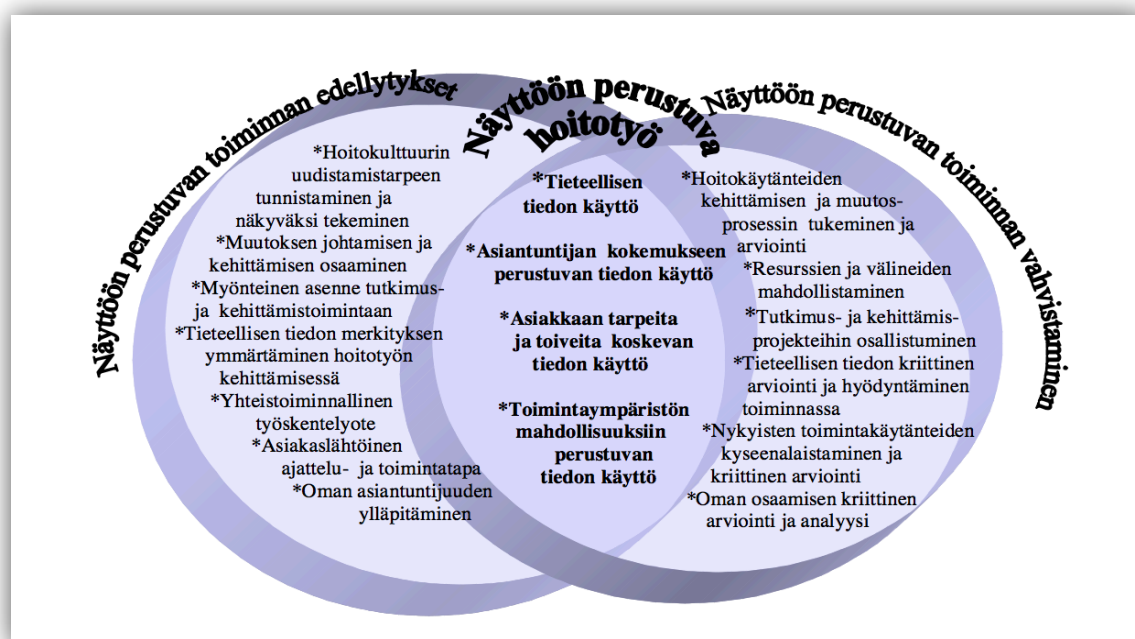 Näyttöön perustuvan toiminnan edellytykset
*Hoitokulttuurin
uudistamistarpeen
tunnistaminen ja
näkyväksi tekeminen
*Muutoksen johtamisen ja
kehittämisen osaaminen
*Myönteinen asenne tutkimus-
ja kehittämistoimintaan
*Tieteellisen tiedon merkityksen
ymmärtäminen hoitotyön
kehittämisessä
*Yhteistoiminnallinen
työskentelyote
*Asiakaslähtöinen
ajattelu- ja toimintatapa
*Oman asiantuntijuuden
ylläpitäminen
Näyttöön perustuva
hoitotyö
*Tieteellisen
tiedon käyttö
*Asiantuntijan kokemukseen
perustuvan tiedon käyttö
*Asiakkaan tarpeita
ja toiveita koskevan
tiedon käyttö
*Toimintaympäristön
mahdollisuuksiin
perustuvan
tiedon käyttö
Näyttöön perustuvan toiminnan vahvistaminen
*Hoitokäytänteiden
kehittämisen ja muutos-
prosessin tukeminen ja
arviointi
*Resurssien ja välineiden
mahdollistaminen
*Tutkimus- ja kehittämis-
projekteihin osallistuminen
*Tieteellisen tiedon kriittinen
arviointi ja hyödyntäminen
toiminnassa
*Nykyisten toimintakäytänteiden
kyseenalaistaminen ja
kriittinen arviointi
*Oman osaamisen kriittinen
arviointi ja analyysi